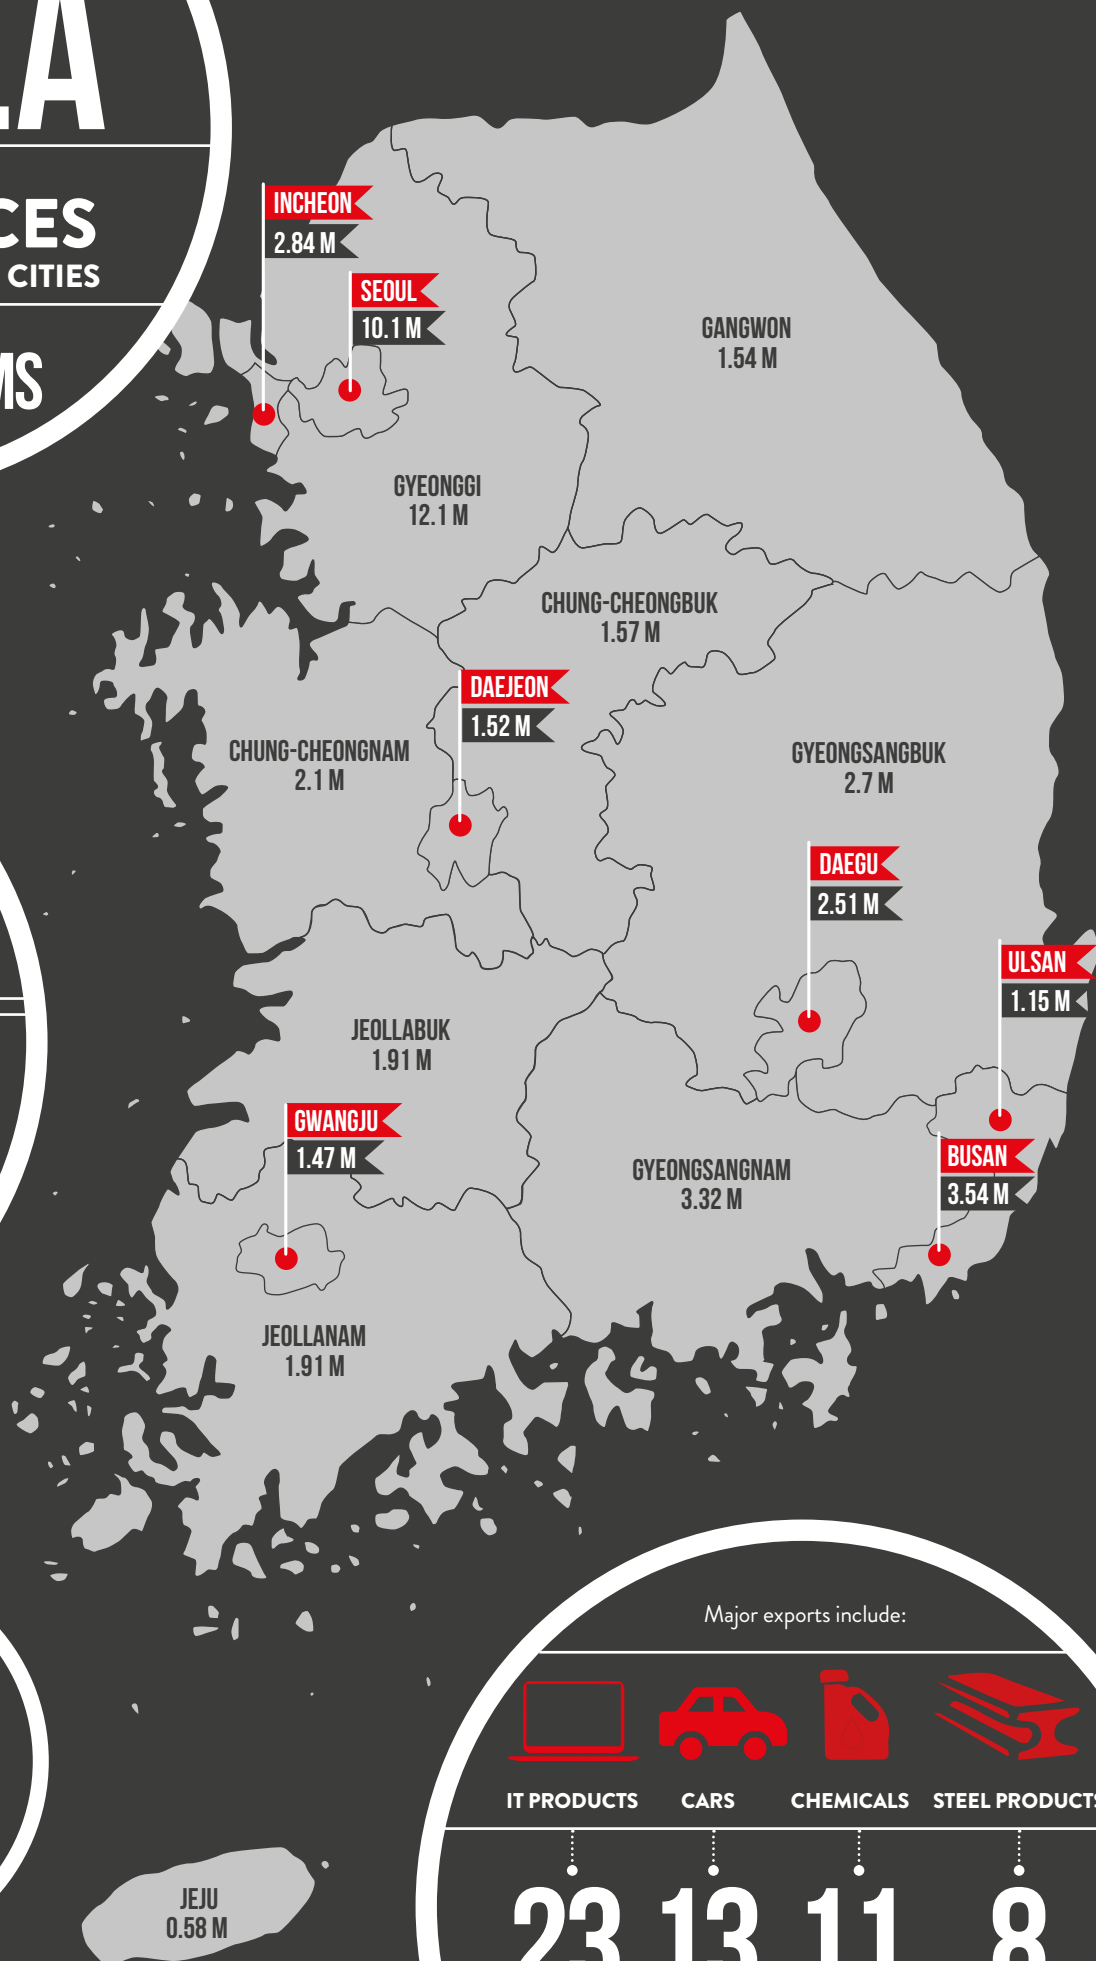 CES
CITIES
INCHEON
2.84 M
SEOUL
10.1 M
GANGWON
1.54 M
GYEONGGI
12.1 M
CHUNG-CHEONGBUK
1.57 M
DAEJEON
1.52 M
CHUNG-CHEONGNAM
2.1 M
GYEONGSANGBUK
2.7 M
DAEGU
2.51 M
ULSAN
1.15 M
JEOLLABUK
1.91 M
GWANGJU
1.47 M
GYEONGSANGNAM
3.32 M
BUSAN
3.54 M
JEOLLANAM
1.91 M
Major exports include:
IT PRODUCTS CARS CHEMICALS STEEL PRODUCTS
23 13 11 8
JEJU
0.58 M